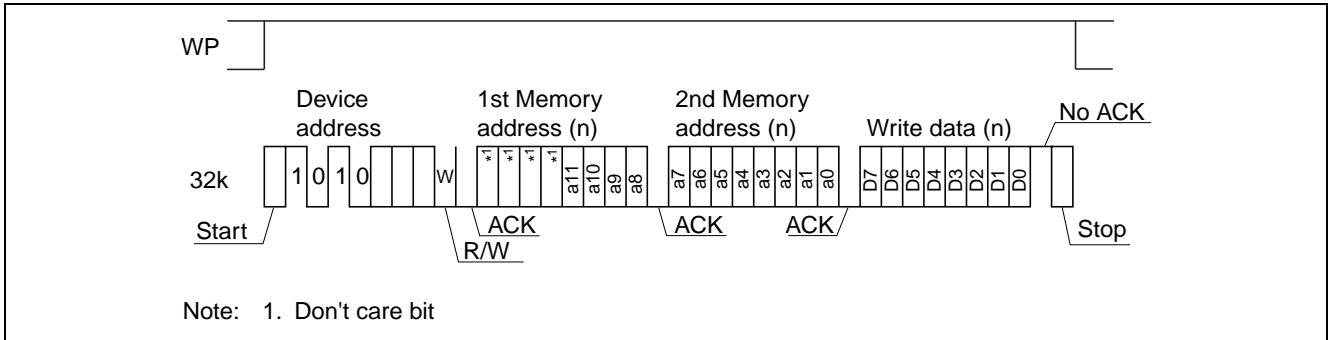 WP
Device
address
1st Memory
address (n)
2nd Memory
address (n)
Write data (n)
No ACK
32k
1 0 1 0
W
*1 *1 *1 *1 a11 a10 a9 a8
a7 a6 a5 a4 a3 a2 a1 a0
D7 D6 D5 D4 D3 D2 D1 D0
Start
ACK
R/W
ACK
ACK
Stop
Note: 1. Don't care bit